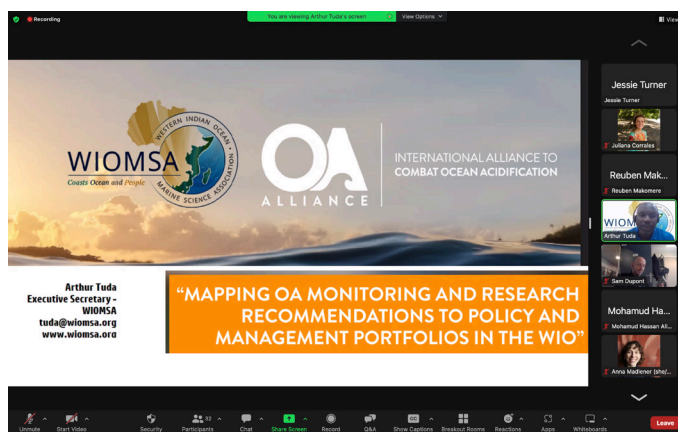 Recording
You are viewing Arthur Tuda's screen
View Options
View
WIOMSA
Coasts Ocean and People
WESTERN INDIAN OCEAN
MARINE SCIENCE ASSOCIATION
OA
ALLIANCE
INTERNATIONAL ALLIANCE TO
COMBAT OCEAN ACIDIFICATION
Arthur Tuda
Executive Secretary -
WIOMSA
tuda@wiomsa.org
www.wiomsa.org
“MAPPING OA MONITORING AND RESEARCH
RECOMMENDATIONS TO POLICY AND
MANAGEMENT PORTFOLIOS IN THE WIO”
Jessie Turner
Jessie Turner
Juliana Corrales
Reuben Mak...
Reuben Makomere
WIOM
Arthur Tuda
Sam Dupont
Mohamud Ha...
Mohamud Hassan Ali...
Anna Madlener (she/...
Unmute
Start Video
Security
Participants
32
Chat
Share Screen
Record
Q&A
CC
Show Captions
Breakout Rooms
Reactions
Apps
Whiteboards
Leave